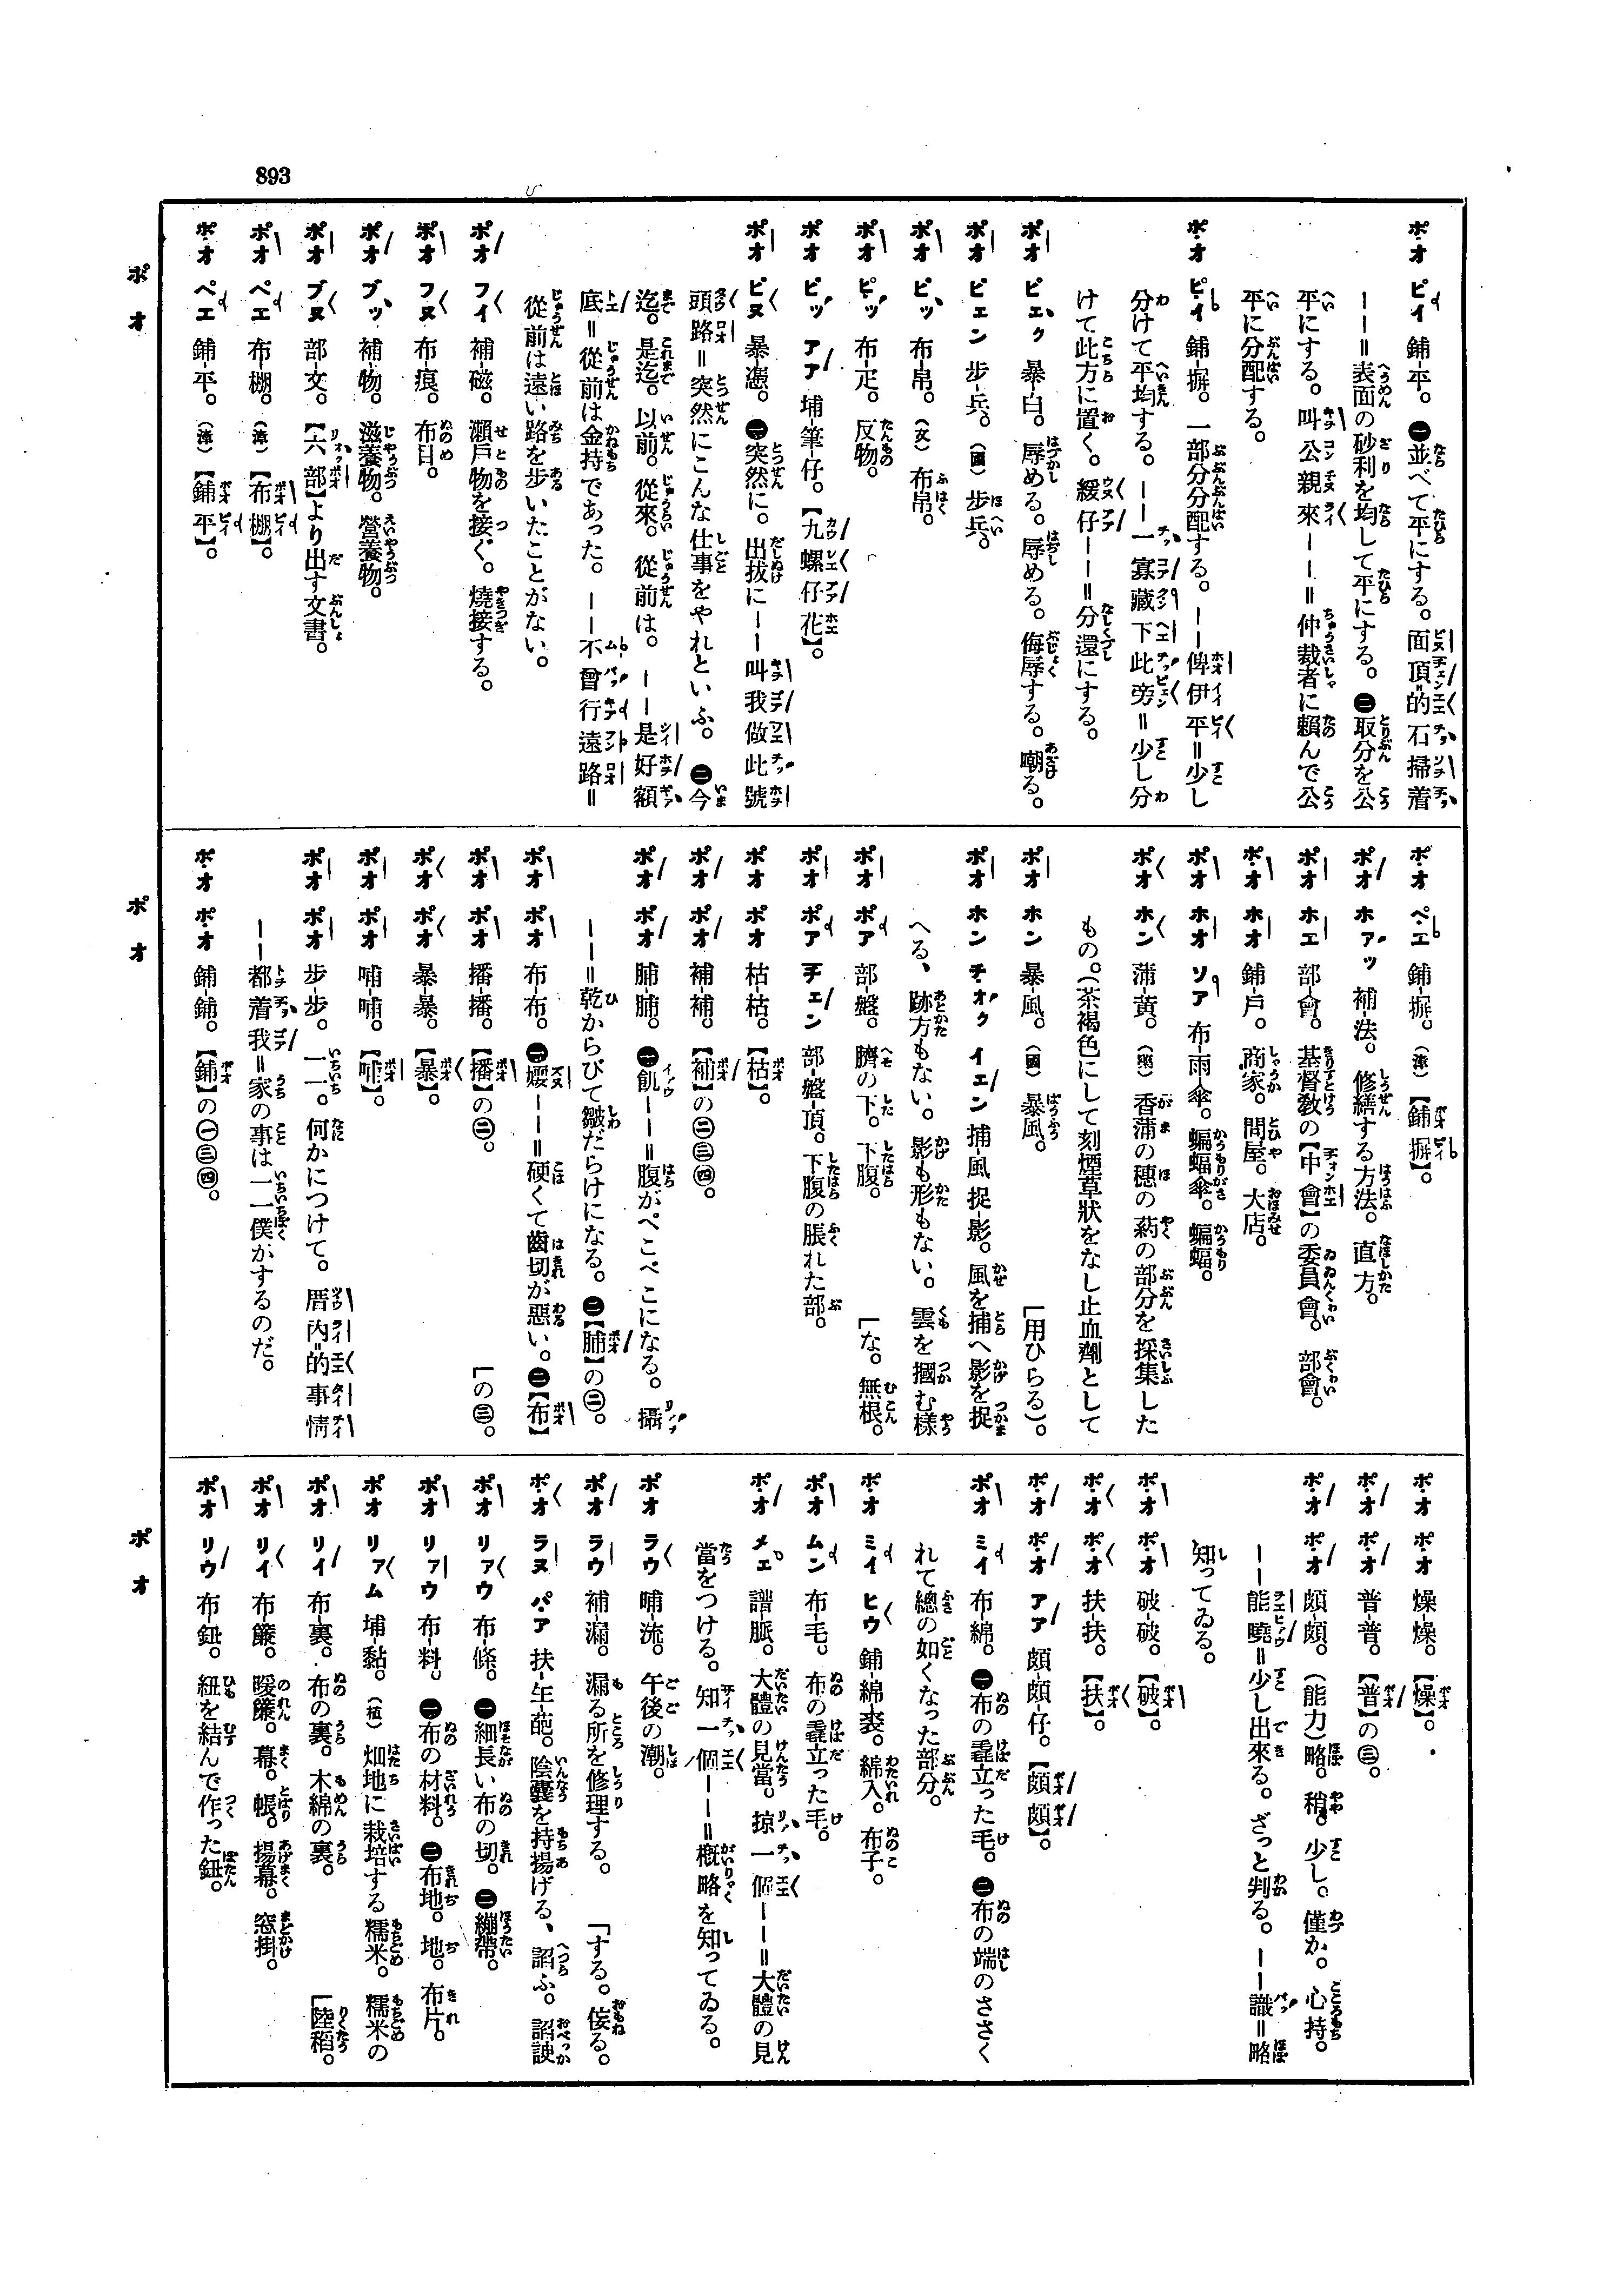 893
ポオ ピイ 鋪-平。㊀並べて平にする。面頂-的石掃着
――＝表面の砂利を均して平にする。㊁取分を公
平にする。叫公親來――＝仲裁者に賴んで公
平に分配する。
ポオ ピイ 鋪-摒。一部分分配する。――俾伊平＝少し
分けて平均する。――一寡藏下此旁＝少し分
けて此方に置く。緩仔――＝分還にする。
ポオ ピェク 暴-白。辱める。辱める。侮辱する。嘲る。
ポオ ピェン 步-兵。（國）步兵。
ポオ ピッ 布-帛。（文）布帛。
ポオ ピッ 布-疋。反物。
ポオ ピッ アア 埔-筆-仔。【九螺仔花】。
ポオ ピヌ 暴-憑。㊀突然に。出拔に――叫我做此號
頭路＝突然にこんな仕事をやれといふ。㊁今
迄。是迄。以前。從來。從前は。――是好額
底＝從前は金持であった。――不曾行遠路＝
從前は遠い路を步いたことがない。
ポオ フイ 補-磁。瀨戶物を接ぐ。燒接する。
ポオ フヌ 布-痕。布目。
ポオ ブッ 補-物。滋養物。營養物。
ポオ ブヌ 部-文。【六部】より出す文書。
ポオ ペエ 布-棚。（漳）【布棚】。
ポオ ペエ 鋪-平。（漳）【鋪平】。
ポオ
ポオ ペエ 鋪-摒。（漳）【鋪摒】。
ポオ ホァッ 補-法。修繕する方法。直方。
ポオ ホエ 部-會。基督敎の【中會】の委員會。部會。
ポオ ホオ 鋪-戶。商家。問屋。大店。
ポオ ホオ ソア 布-雨-傘。蝙蝠傘。蝙蝠。
ポオ ホン 蒲-黃。（藥）香蒲の穗の葯の部分を採集した
もの。（茶褐色にして刻煙草狀をなし止血劑として
ポオ ホン 暴-風。（國）暴風。「用ひらる）。
ポオ ホン チオク イェン 捕-風捉-影。風を捕へ影を捉
へる、跡方もない。影も形もない。雲を摑む樣
ポオ ポア 部-盤。臍の下。下腹。「な。無根。
ポオ ポア チェン 部-盤-頂。下腹の脹れた部。
ポオ ポオ 枯-枯。【枯】。
ポオ ポオ 補-補。【補】の㊁㊂㊃。
ポオ ポオ 脯-脯。㊀飢――＝腹がぺこぺこになる。攝
――＝乾からびて皺だらけになる。㊁【脯】の㊁。
ポオ ポオ 布-布。㊀嬡――＝硬くて齒切が惡い。㊁【布】
ポオ ポオ 播-播。【播】の㊁。「の㊂。
ポオ ポオ 暴-暴。【暴】。
ポオ ポオ 哺-哺。【哺】。
ポオ ポオ 步-步。一一。何かにつけて。厝內-的事情
――都着我＝家の事は一一僕がするのだ。
ポオ ポオ 鋪-鋪。【鋪】の㊀㊂㊃。
ポオ
ポオ ポオ 燥-燥。【燥】。
ポオ ポオ 普-普。【普】の㊂。
ポオ ポオ 頗-頗。（能力）略。稍。少し。僅か。心持。
――能曉＝少し出來る。ざっと判る。――識＝略
知ってゐる。
ポオ ポオ 破-破。【破】。
ポオ ポオ 扶-扶。【扶】。
ポオ ポオ アア 頗-頗-仔。【頗頗】。
ポオ ミイ 布-綿。㊀布の毳立った毛。㊁布の端のささく
れて總の如くなった部分。
ポオ ミイ ヒウ 鋪-綿-裘。綿入。布子。
ポオ ムン 布-毛。布の毳立った毛。
ポオ メェ 譜-脈。大體の見當。掠一個――＝大體の見
當をつける。知一個――＝槪略を知ってゐる。
ポオ ラウ 晡-流。午後の潮。
ポオ ラウ 補-漏。漏る所を修理する。「する。侫る。
ポオ ラヌ パア 扶-生-葩。陰囊を持揚げる、諂ふ。諂諛
ポオ リァウ 布-條。㊀細長い布の切。㊁繃帶。
ポオ リァウ 布-料。㊀布の材料。㊁布地。地。布片。
ポオ リァム 埔-黏。（植）畑地に栽培する糯米。糯米の
ポオ リイ 布-裏。布の裏。木綿の裏。「陸稻。
ポオ リイ 布-簾。暖簾。幕。帳。揚幕。窓掛。
ポオ リウ 布-鈕。紐を結んで作った鈕。
ポオ